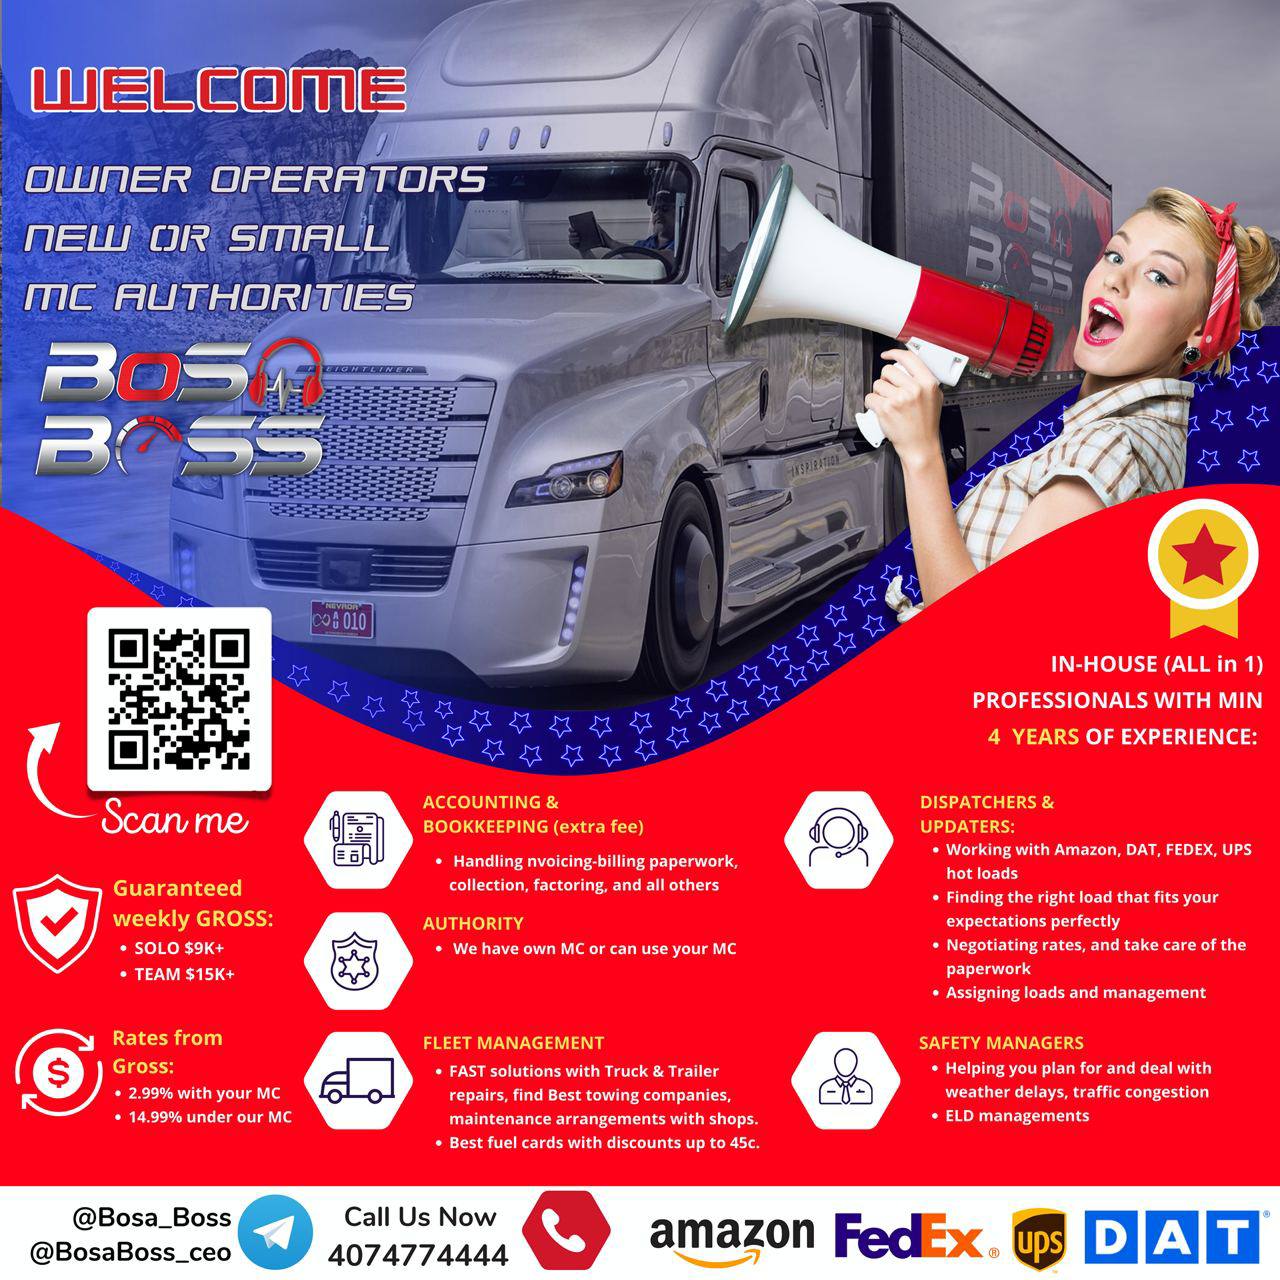 WELCOME
OWNER OPERATORS
NEW OR SMALL
MC AUTHORITIES
BoS
BOSS
FREIGHTLINER
INSPIRATION
BOS
BOSS
NEVADA
010
Scan me
IN-HOUSE (ALL in 1)
PROFESSIONALS WITH MIN
4 YEARS OF EXPERIENCE:
Guaranteed
weekly GROSS:
• SOLO $9K+
• TEAM $15K+
Rates from
Gross:
• 2.99% with your MC
• 14.99% under our MC
ACCOUNTING &
BOOKKEEPING (extra fee)
• Handling nvoicing-billing paperwork,
collection, factoring, and all others
AUTHORITY
• We have own MC or can use your MC
FLEET MANAGEMENT
• FAST solutions with Truck & Trailer
repairs, find Best towing companies,
maintenance arrangements with shops.
• Best fuel cards with discounts up to 45c.
DISPATCHERS &
UPDATERS:
• Working with Amazon, DAT, FEDEX, UPS
hot loads
• Finding the right load that fits your
expectations perfectly
• Negotiating rates, and take care of the
paperwork
• Assigning loads and management
SAFETY MANAGERS
• Helping you plan for and deal with
weather delays, traffic congestion
• ELD managements
@Bosa_Boss
@BosaBoss_ceo
Call Us Now
4074774444
amazon
FedEx®
ups
DAT®